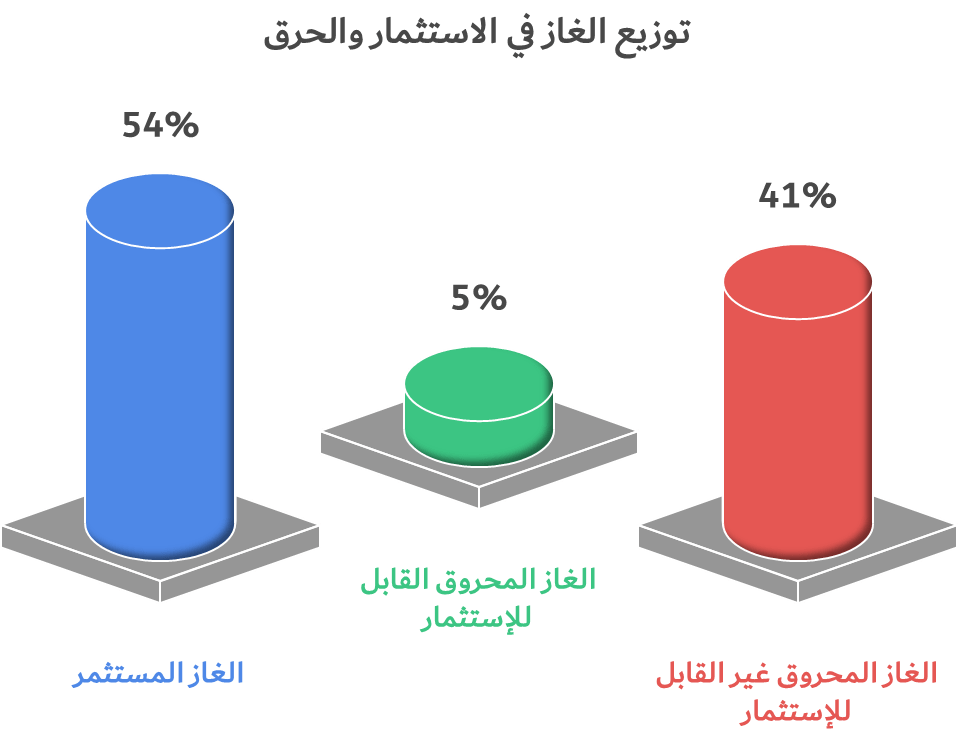 توزيع الغاز في الاستثمار والحرق
41%
الغاز المحروق غير القابل
للإستثمار
5%
الغاز المحروق القابل
للإستثمار
54%
الغاز المستثمر